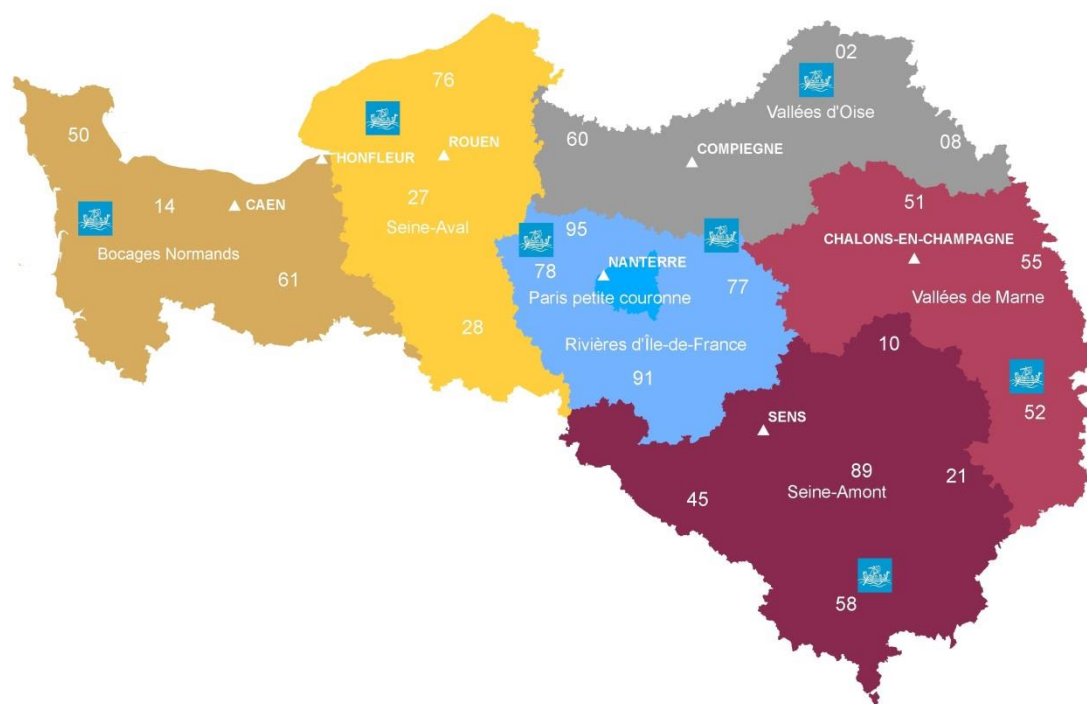 02
76
Vallées d'Oise
50
60
08
ROUEN
COMPIEGNE
HONFLEUR
27
14
CAEN
51
Seine-Aval
95
CHALONS-EN-CHAMPAGNE
Bocages Normands
NANTERRE
55
78
61
77
Paris petite couronne
Vallées de Marne
28
Rivières d'Île-de-France
10
91
52
SENS
89
21
45
Seine-Amont
58